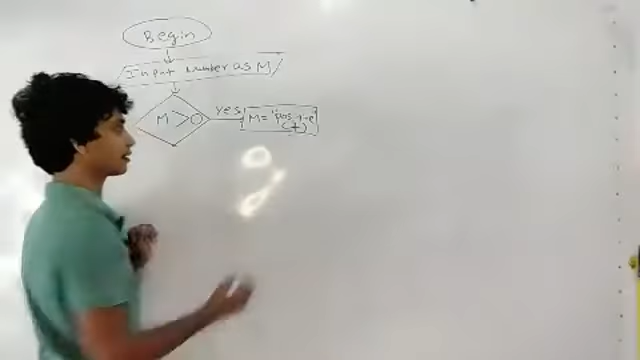 Begin
Input number as M
M>0
yes
M="positive"
(+)